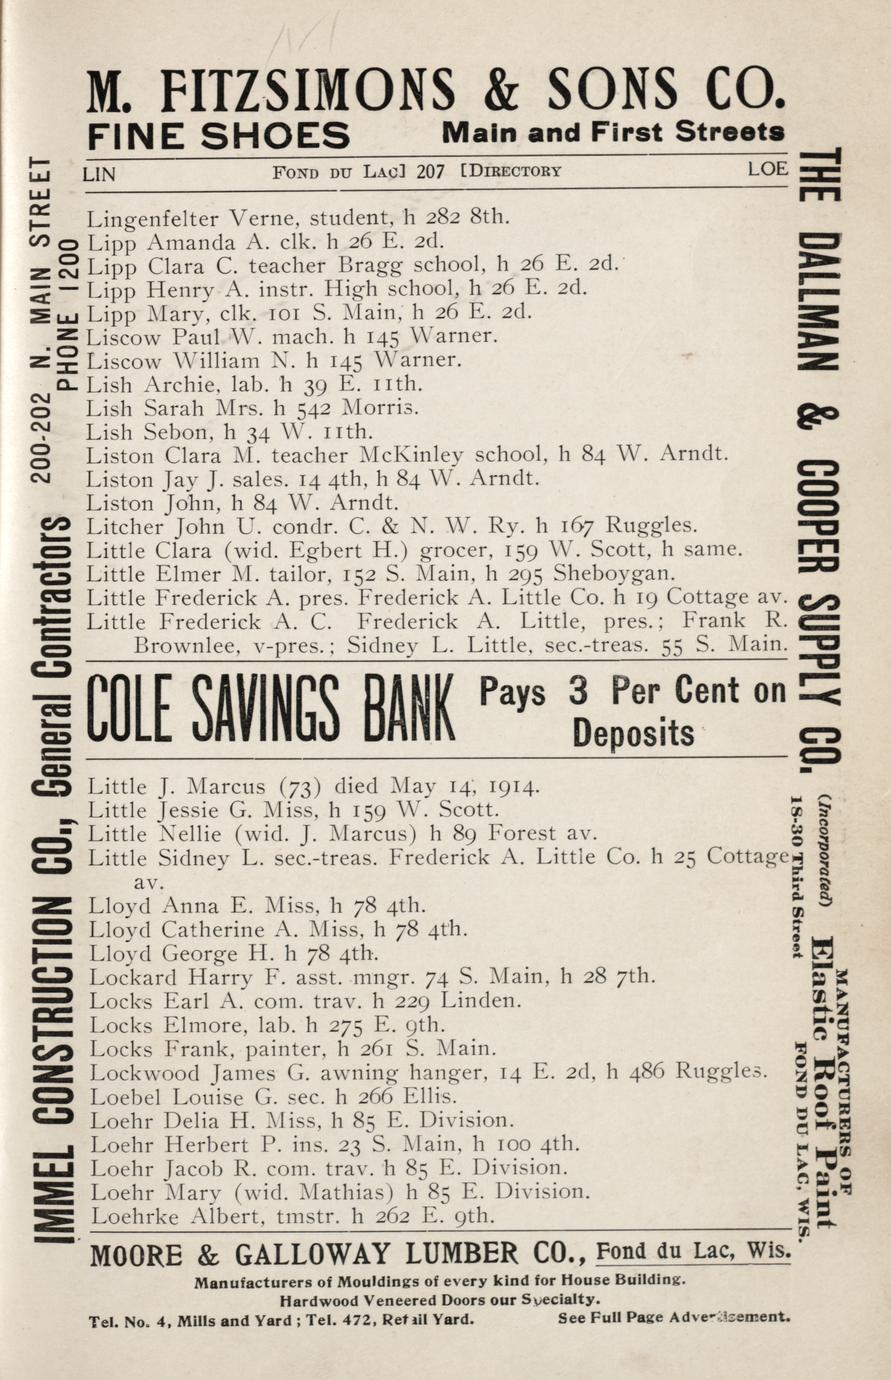 M. FITZSIMONS & SONS CO.
FINE SHOES Main and First Streets
LIN FOND DU LAC] 207 [DIRECTORY LOE
Lingenfelter Verne, student, h 282 8th.
Lipp Amanda A. clk. h 26 E. 2d.
Lipp Clara C. teacher Bragg school, h 26 E. 2d.
Lipp Henry A. instr. High school, h 26 E. 2d.
Lipp Mary, clk. 101 S. Main, h 26 E. 2d.
Liscow Paul W. mach. h 145 Warner.
Liscow William N. h 145 Warner.
Lish Archie, lab. h 39 E. 11th.
Lish Sarah Mrs. h 542 Morris.
Lish Sebon, h 34 W. 11th.
Liston Clara M. teacher McKinley school, h 84 W. Arndt.
Liston Jay J. sales. 14 4th, h 84 W. Arndt.
Liston John, h 84 W. Arndt.
Litcher John U. condr. C. & N. W. Ry. h 167 Ruggles.
Little Clara (wid. Egbert H.) grocer, 159 W. Scott, h same.
Little Elmer M. tailor, 152 S. Main, h 295 Sheboygan.
Little Frederick A. pres. Frederick A. Little Co. h 19 Cottage av.
Little Frederick A. C. Frederick A. Little, pres.; Frank R.
Brownlee, v-pres.; Sidney L. Little, sec.-treas. 55 S. Main.
COLE SAVINGS BANK Pays 3 Per Cent on
Deposits
Little J. Marcus (73) died May 14, 1914.
Little Jessie G. Miss, h 159 W. Scott.
Little Nellie (wid. J. Marcus) h 89 Forest av.
Little Sidney L. sec.-treas. Frederick A. Little Co. h 25 Cottage
av.
Lloyd Anna E. Miss, h 78 4th.
Lloyd Catherine A. Miss, h 78 4th.
Lloyd George H. h 78 4th.
Lockard Harry F. asst. mngr. 74 S. Main, h 28 7th.
Locks Earl A. com. trav. h 229 Linden.
Locks Elmore, lab. h 275 E. 9th.
Locks Frank, painter, h 261 S. Main.
Lockwood James G. awning hanger, 14 E. 2d, h 486 Ruggles.
Loebel Louise G. sec. h 266 Ellis.
Loehr Delia H. Miss, h 85 E. Division.
Loehr Herbert P. ins. 23 S. Main, h 100 4th.
Loehr Jacob R. com. trav. h 85 E. Division.
Loehr Mary (wid. Mathias) h 85 E. Division.
Loehrke Albert, tmstr. h 262 E. 9th.
MOORE & GALLOWAY LUMBER CO., Fond du Lac, Wis.
Manufacturers of Mouldings of every kind for House Building.
Hardwood Veneered Doors our Specialty.
Tel. No. 4, Mills and Yard; Tel. 472, Retail Yard. See Full Page Advertisement.
IMMEL CONSTRUCTION CO., General Contractors 200-202 N. MAIN STREET
PHONE 1200
THE DALLMAN & COOPER SUPPLY CO.
(Incorporated)
18-30 Third Street
MANUFACTURERS OF
Elastic Roof Paint
FOND DU LAC, WIS.